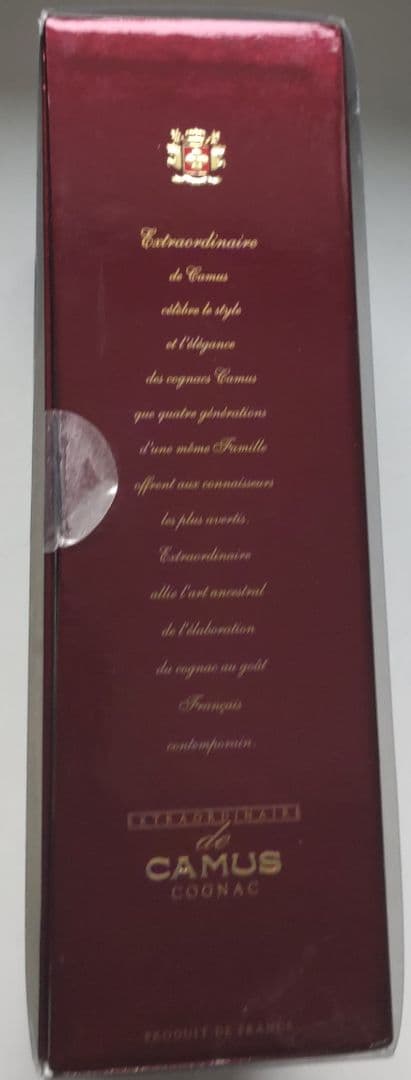 Extraordinaire
de Camus
célèbre le style
et l'élégance
des cognacs Camus
que quatre générations
d'une même Famille
offrent aux connaisseurs
les plus avertis.
Extraordinaire
allie l'art ancestral
de l'élaboration
du cognac au goût
Français
contemporain.
EXTRAORDINAIRE
de
CAMUS
COGNAC
PRODUIT DE FRANCE